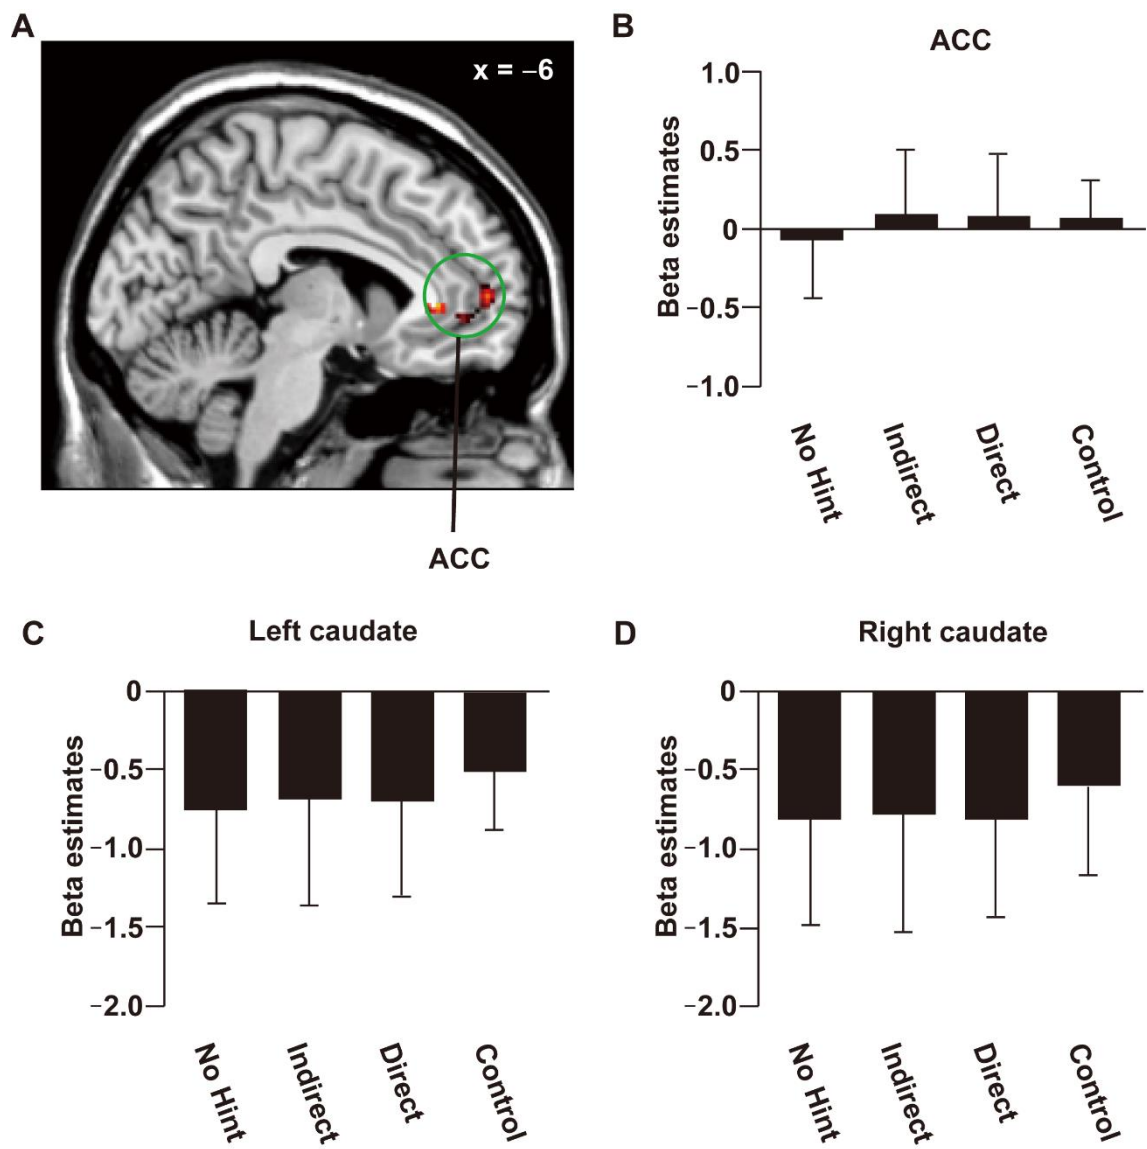 A
x = −6
ACC
B
ACC
Beta estimates
1.0
0.5
0
−0.5
−1.0
No Hint
Indirect
Direct
Control
C
Left caudate
Beta estimates
0
−0.5
−1.0
−1.5
−2.0
No Hint
Indirect
Direct
Control
D
Right caudate
Beta estimates
0
−0.5
−1.0
−1.5
−2.0
No Hint
Indirect
Direct
Control